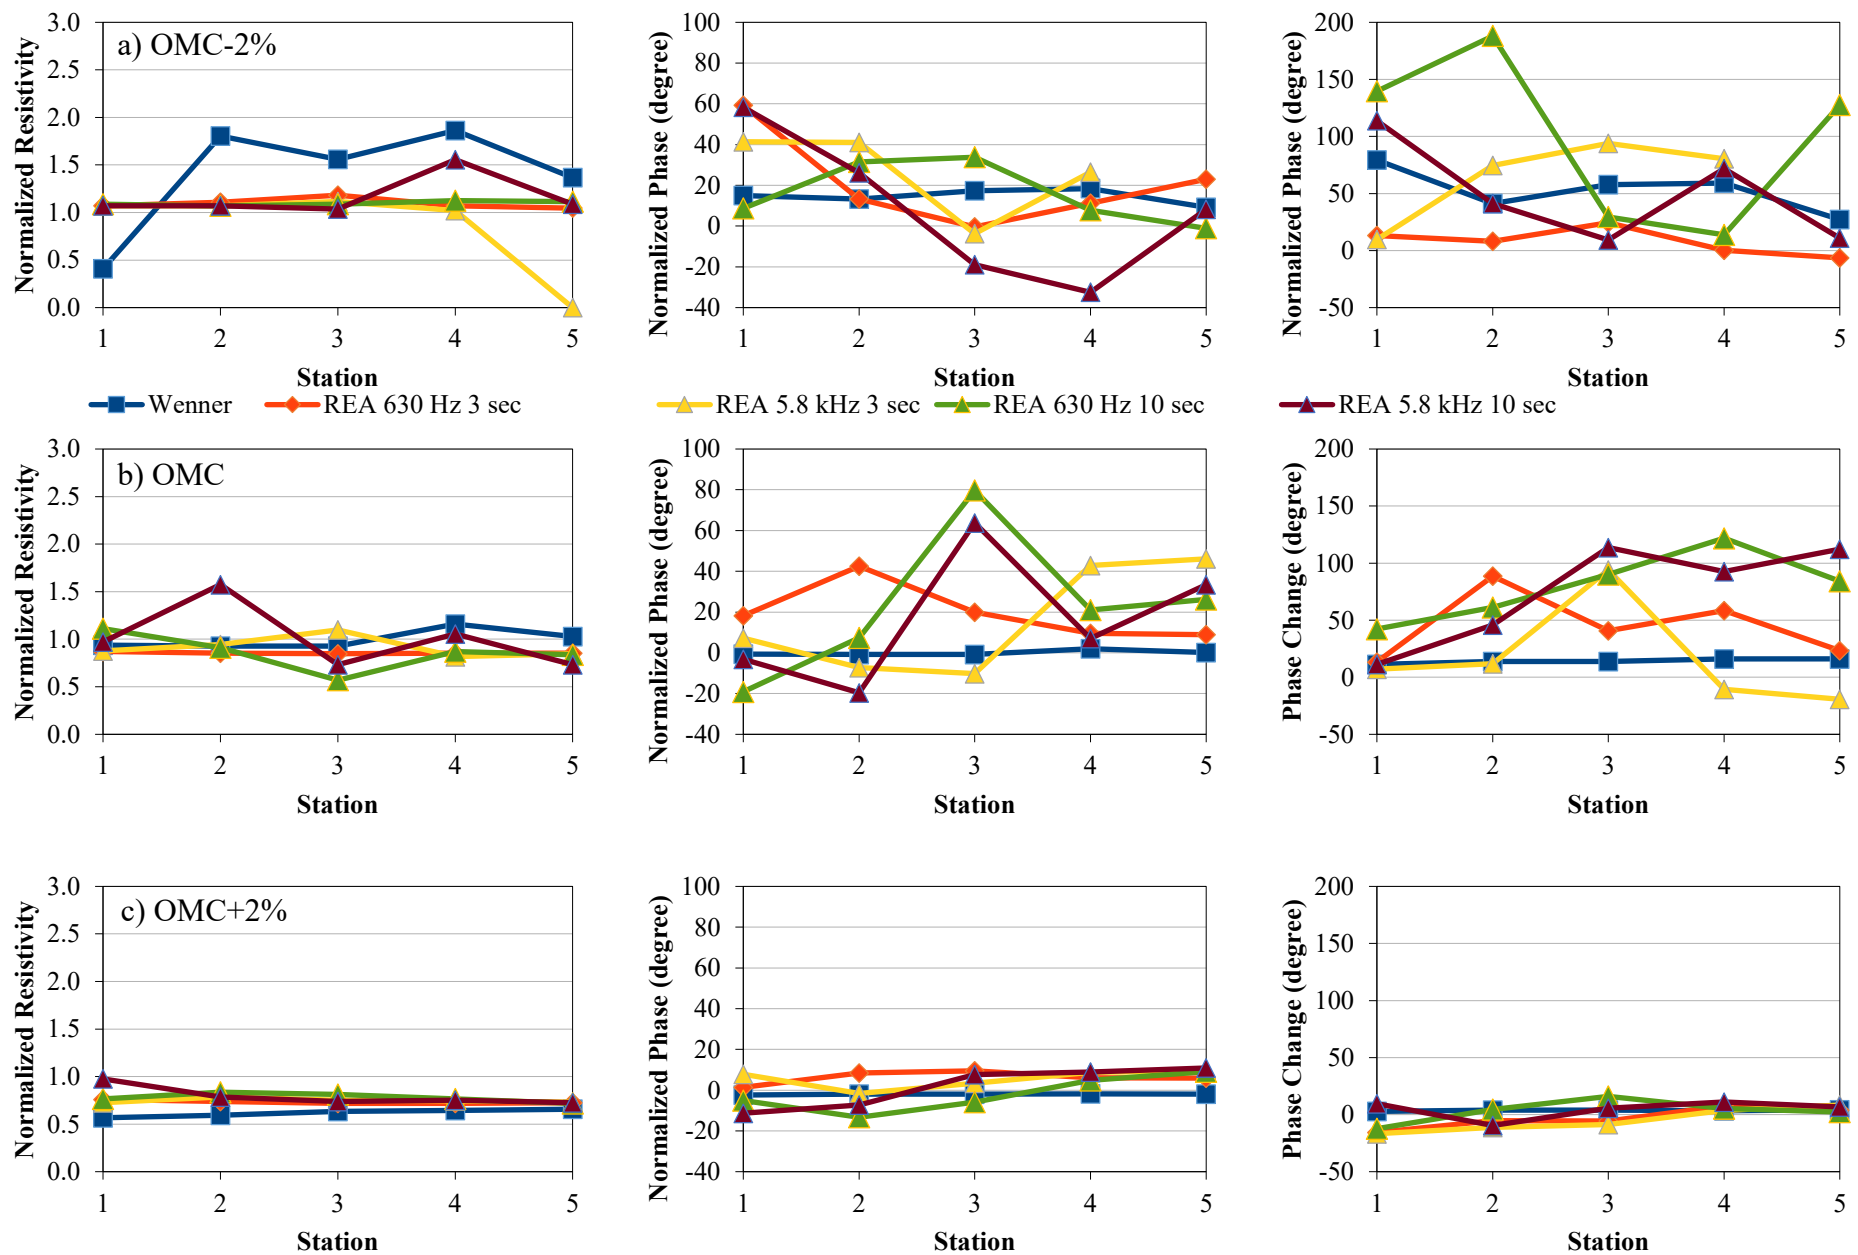 a) OMC-2%
Normalized Resistivity
3.0
2.5
2.0
1.5
1.0
0.5
0.0
1 2 3 4 5
Station
Normalized Phase (degree)
100
80
60
40
20
0
-20
-40
1 2 3 4 5
Station
Normalized Phase (degree)
200
150
100
50
0
-50
1 2 3 4 5
Station
Wenner REA 630 Hz 3 sec REA 5.8 kHz 3 sec REA 630 Hz 10 sec REA 5.8 kHz 10 sec
b) OMC
Normalized Resistivity
3.0
2.5
2.0
1.5
1.0
0.5
0.0
1 2 3 4 5
Station
Normalized Phase (degree)
100
80
60
40
20
0
-20
-40
1 2 3 4 5
Station
Phase Change (degree)
200
150
100
50
0
-50
1 2 3 4 5
Station
c) OMC+2%
Normalized Resistivity
3.0
2.5
2.0
1.5
1.0
0.5
0.0
1 2 3 4 5
Station
Normalized Phase (degree)
100
80
60
40
20
0
-20
-40
1 2 3 4 5
Station
Phase Change (degree)
200
150
100
50
0
-50
1 2 3 4 5
Station